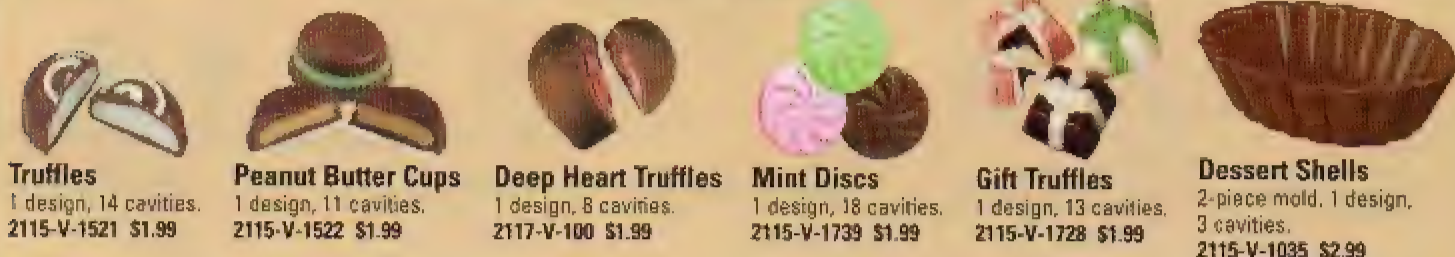 Truffles
1 design, 14 cavities.
2115-V-1521 $1.99
Peanut Butter Cups
1 design, 11 cavities.
2115-V-1522 $1.99
Deep Heart Truffles
1 design, 8 cavities.
2117-V-100 $1.99
Mint Discs
1 design, 18 cavities.
2115-V-1739 $1.99
Gift Truffles
1 design, 13 cavities.
2115-V-1728 $1.99
Dessert Shells
2-piece mold. 1 design,
3 cavities.
2115-V-1035 $2.99